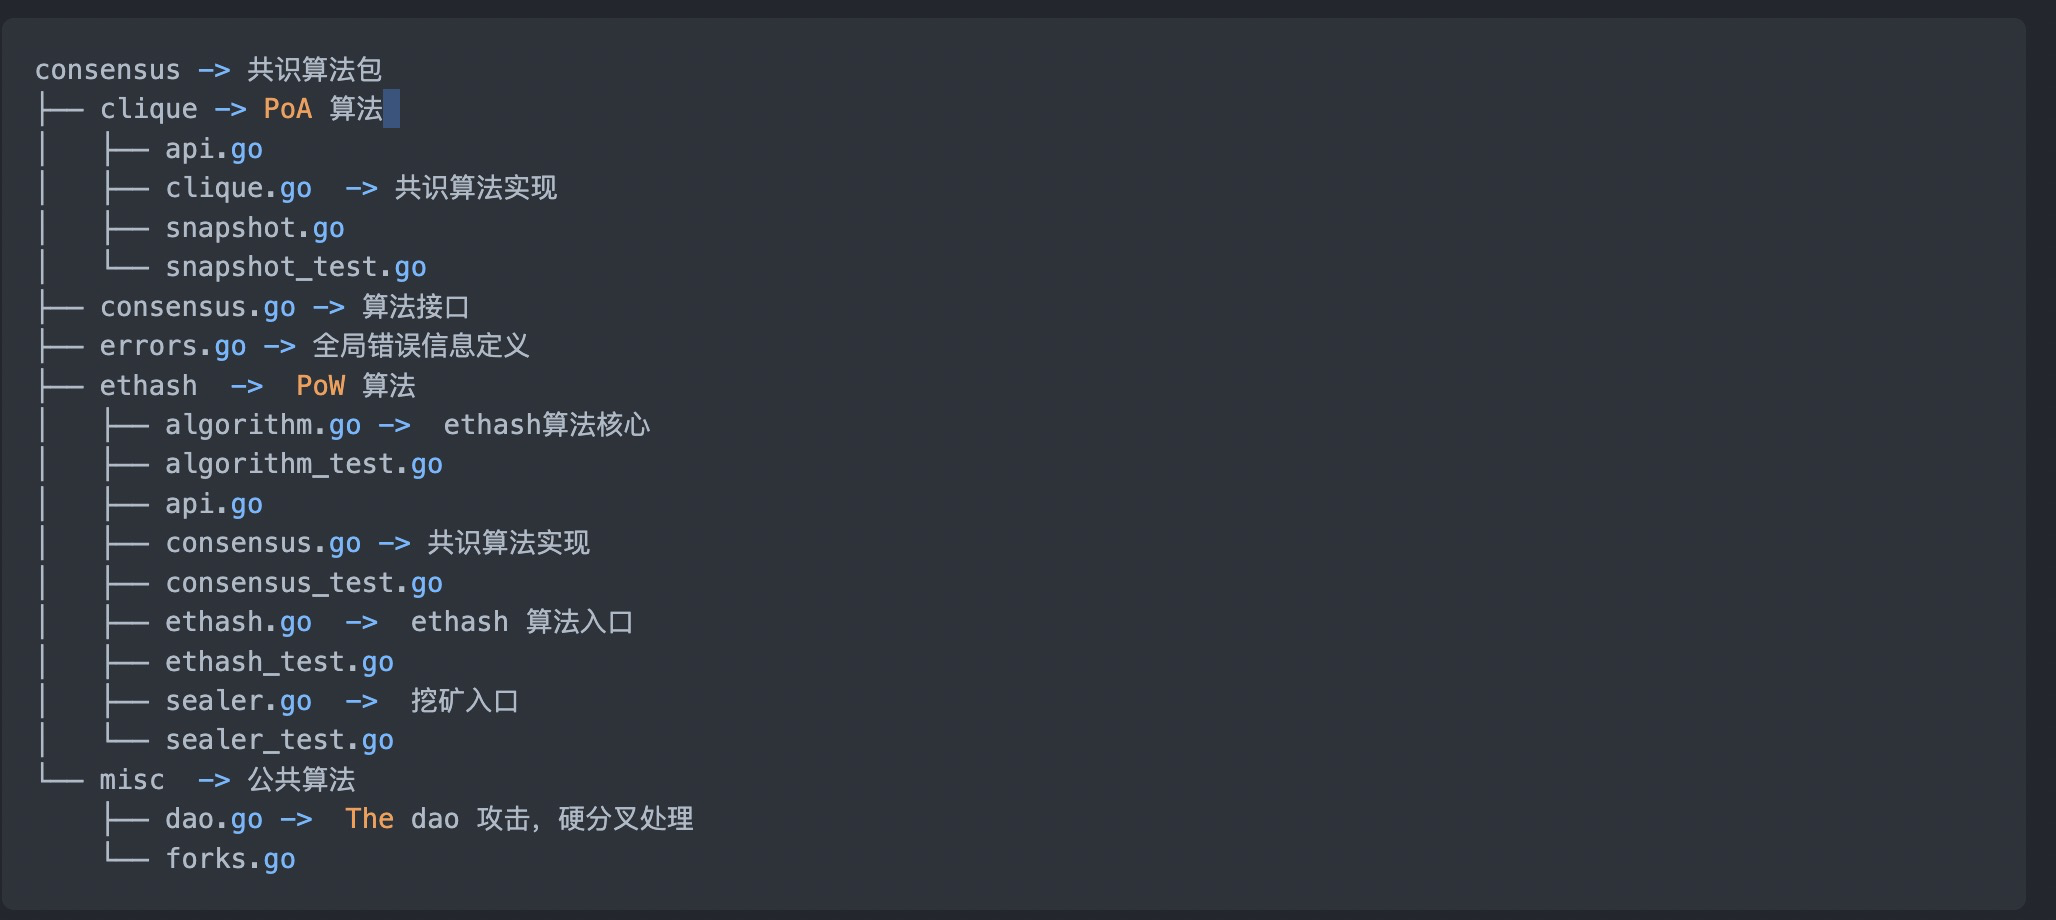 consensus -> 共识算法包
├── clique -> PoA 算法
│   ├── api.go
│   ├── clique.go  -> 共识算法实现
│   ├── snapshot.go
│   └── snapshot_test.go
├── consensus.go -> 算法接口
├── errors.go -> 全局错误信息定义
├── ethash  ->  PoW 算法
│   ├── algorithm.go ->  ethash算法核心
│   ├── algorithm_test.go
│   ├── api.go
│   ├── consensus.go -> 共识算法实现
│   ├── consensus_test.go
│   ├── ethash.go  ->  ethash 算法入口
│   ├── ethash_test.go
│   ├── sealer.go  ->  挖矿入口
│   └── sealer_test.go
└── misc  -> 公共算法
    ├── dao.go ->  The dao 攻击，硬分叉处理
    └── forks.go